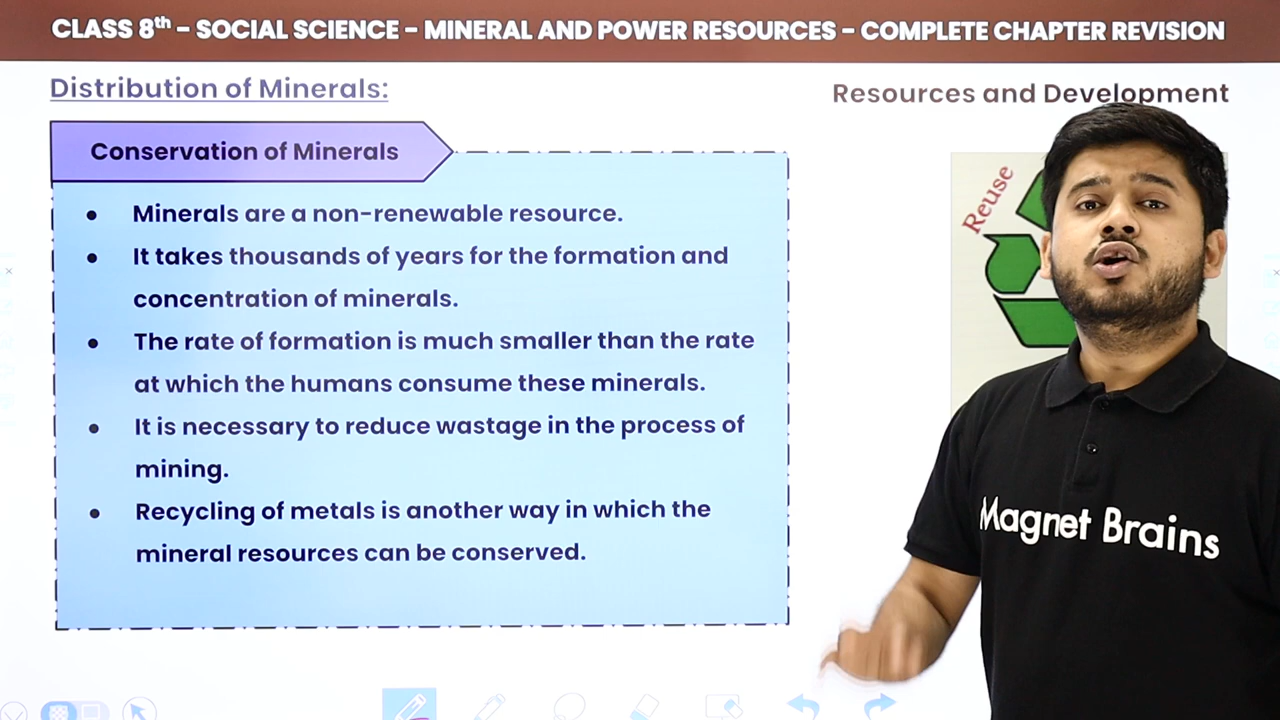 CLASS 8th – SOCIAL SCIENCE – MINERAL AND POWER RESOURCES – COMPLETE CHAPTER REVISION
Distribution of Minerals:
Resources and Development
Conservation of Minerals
• Minerals are a non-renewable resource.
• It takes thousands of years for the formation and
concentration of minerals.
• The rate of formation is much smaller than the rate
at which the humans consume these minerals.
• It is necessary to reduce wastage in the process of
mining.
• Recycling of metals is another way in which the
mineral resources can be conserved.
Reuse
Magnet Brains